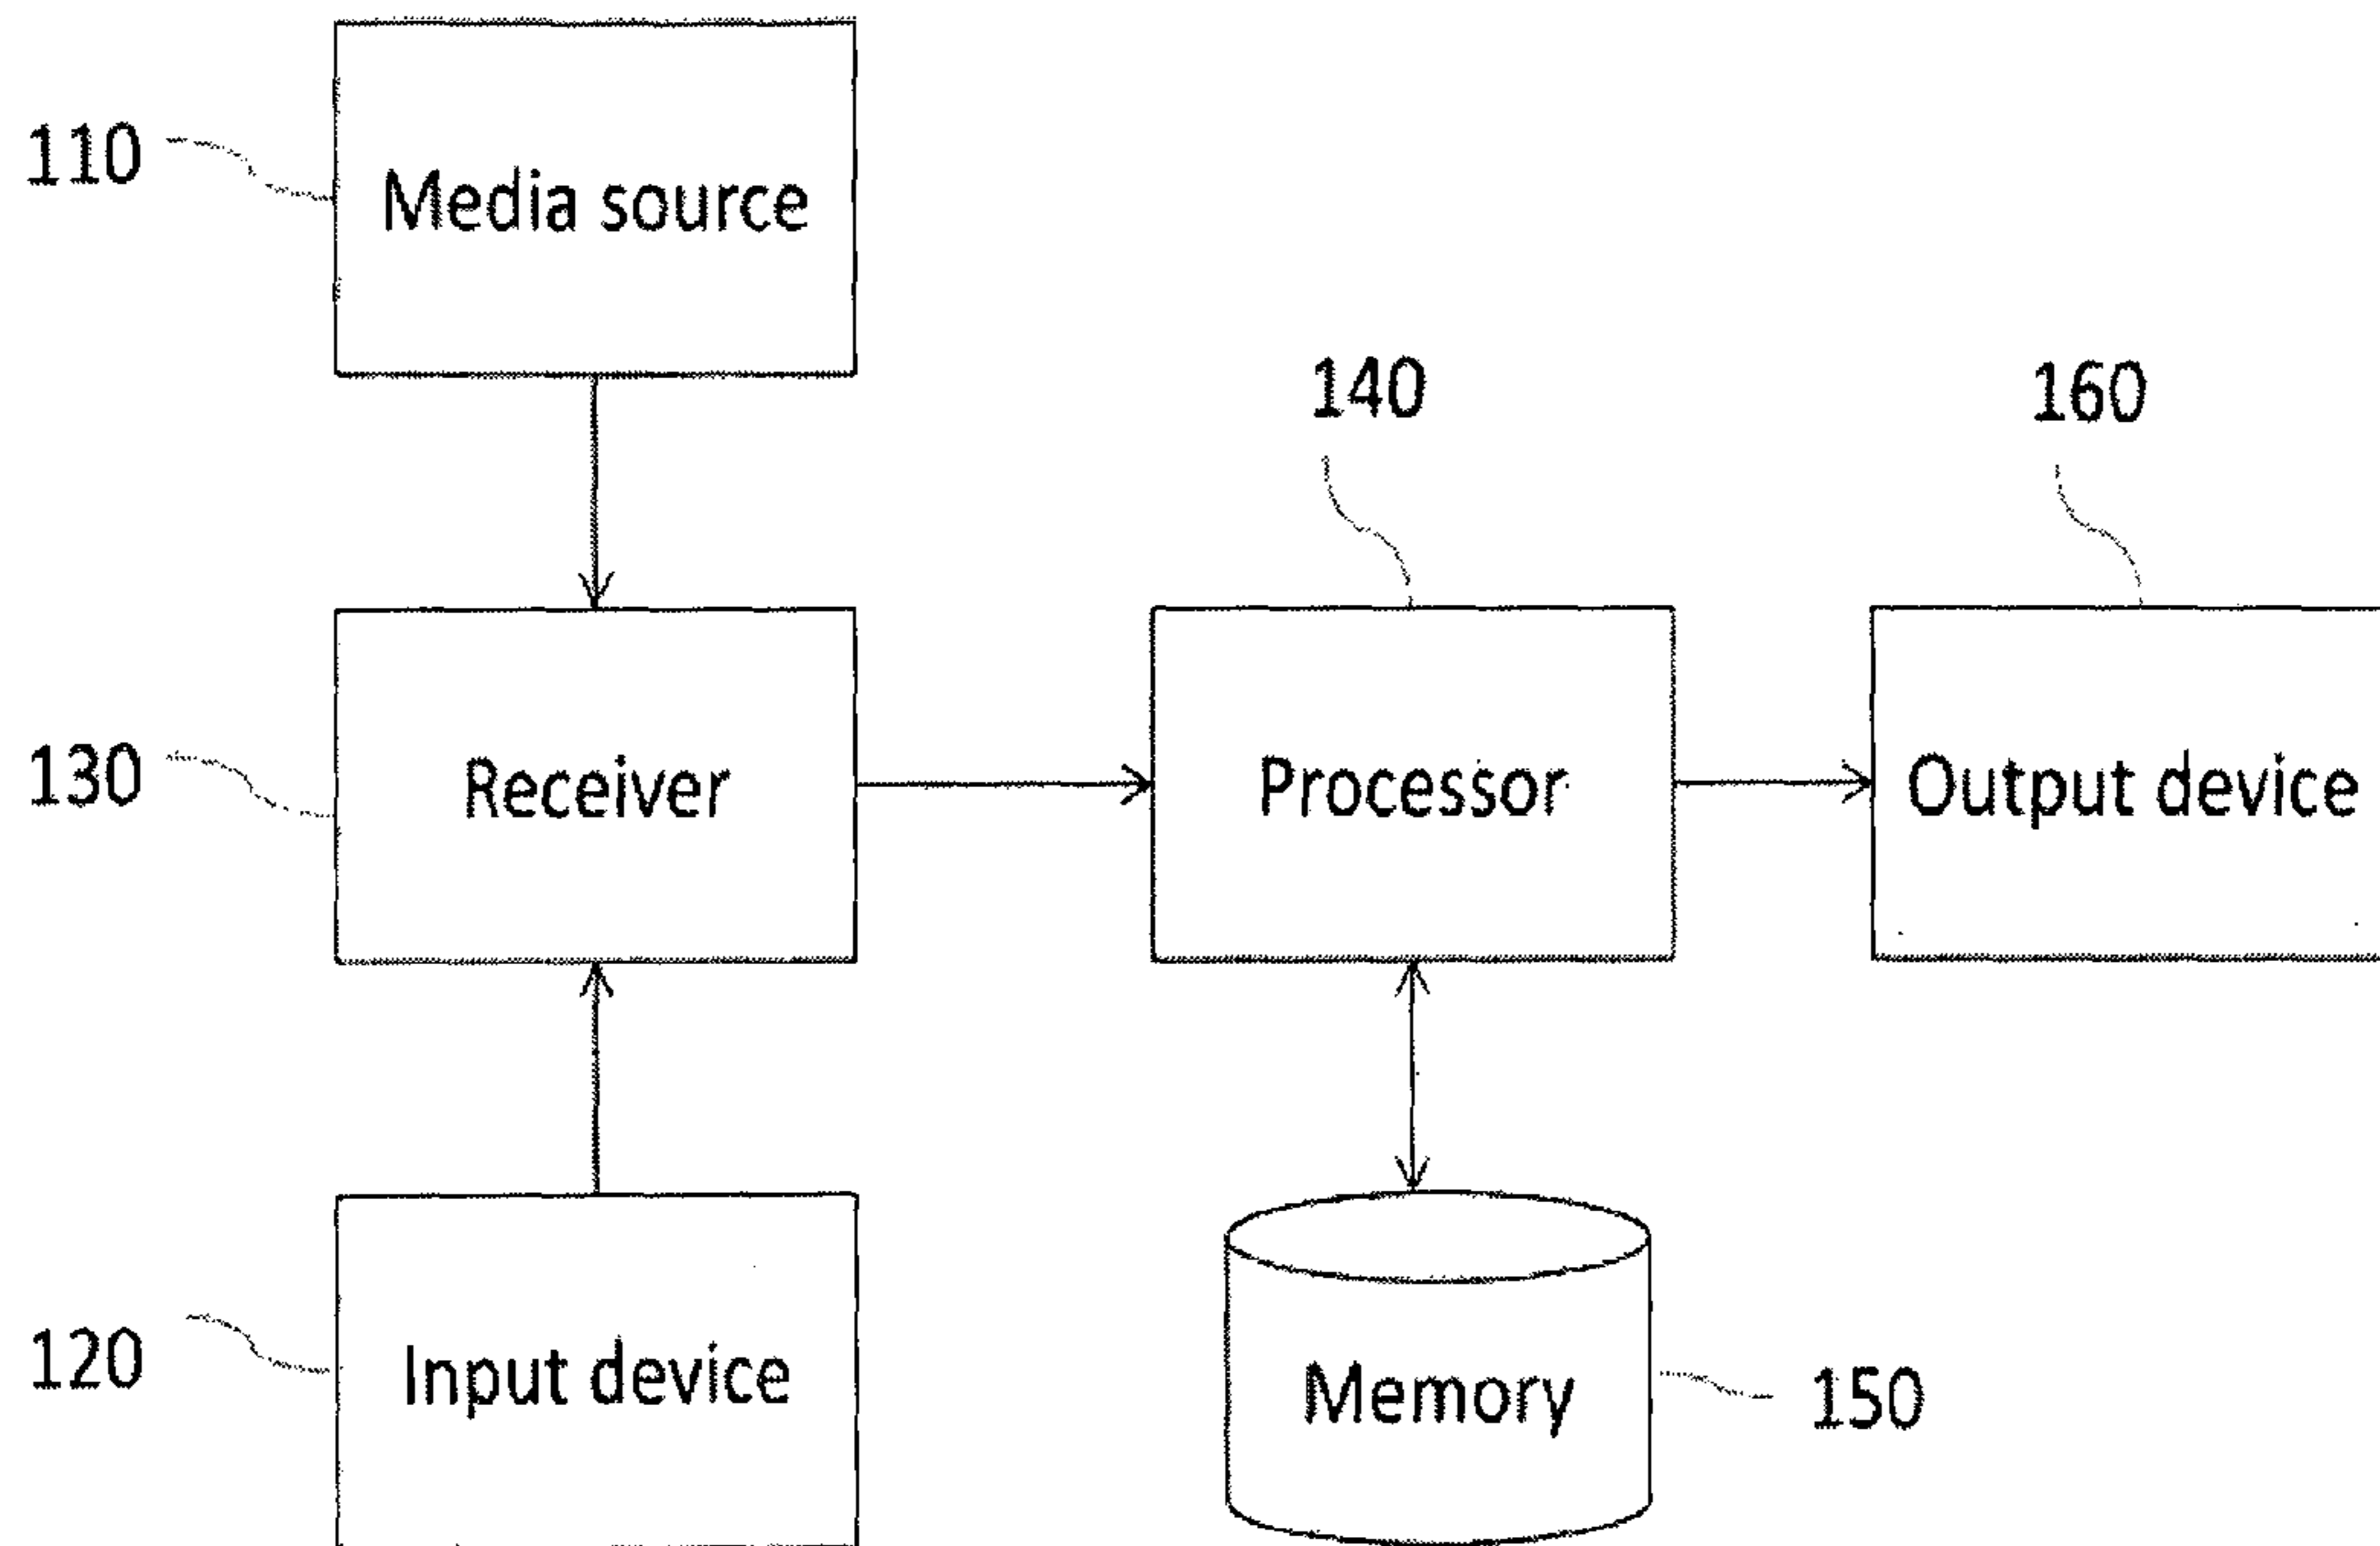 110
Media source
140
160
130
Receiver
Processor
Output device
120
Input device
Memory
150